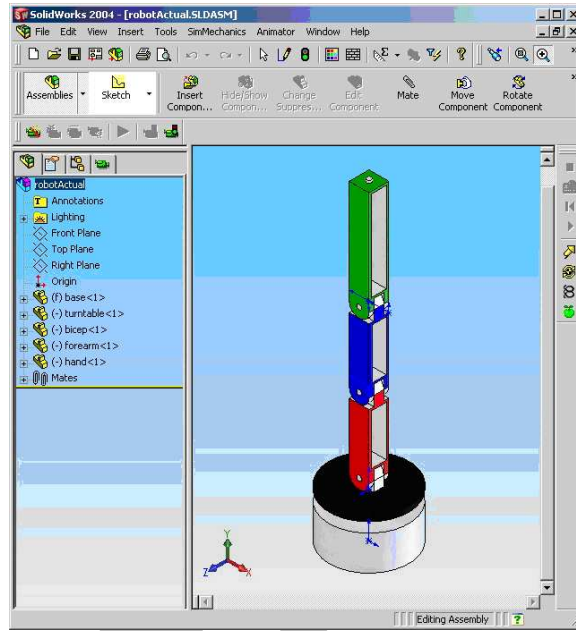 SolidWorks 2004 - [robotActual.SLDASM]
File Edit View Insert Tools SimMechanics Animator Window Help
Assemblies Sketch Insert Compon... Hide/Show Compon... Change Suppres... Edit Component Mate Move Component Rotate Component
robotActual
Annotations
Lighting
Front Plane
Top Plane
Right Plane
Origin
(f) base<1>
(-) turntable<1>
(-) bicep<1>
(-) forearm<1>
(-) hand<1>
Mates
Y
Z X
Editing Assembly